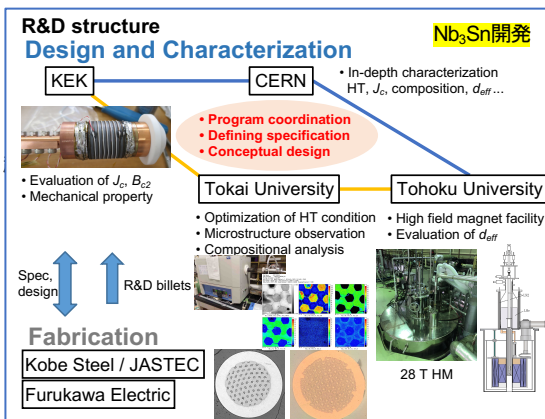 R&D structure
Nb₃Sn開発
Design and Characterization
KEK
CERN
• In-depth characterization
HT, Jc, composition, deff ...
• Program coordination
• Defining specification
• Conceptual design
• Evaluation of Jc, Bc2
• Mechanical property
Tokai University
Tohoku University
• Optimization of HT condition
• Microstructure observation
• Compositional analysis
• High field magnet facility
• Evaluation of deff
Spec,
design
R&D billets
Fabrication
Kobe Steel / JASTEC
Furukawa Electric
28 T HM